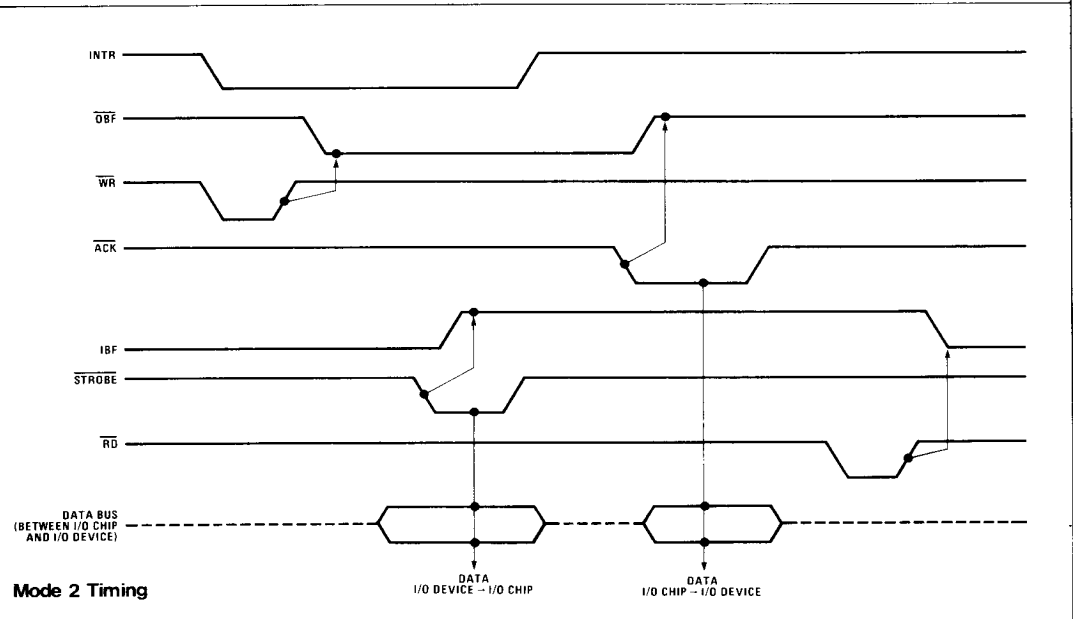 INTR
OBF
WR
ACK
IBF
STROBE
RD
DATA BUS
(BETWEEN I/O CHIP
AND I/O DEVICE)
DATA
I/O DEVICE – I/O CHIP
DATA
I/O CHIP – I/O DEVICE
Mode 2 Timing